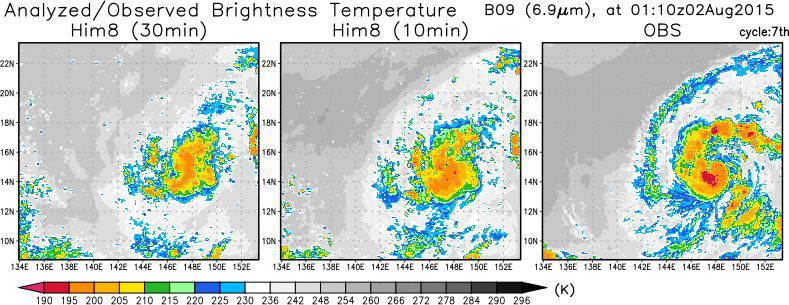 Analyzed/Observed Brightness Temperature B09 (6.9μm), at 01:10z02Aug2015
Him8 (30min) Him8 (10min) OBS cycle:7th
22N 22N 22N
20N 20N 20N
18N 18N 18N
16N 16N 16N
14N 14N 14N
12N 12N 12N
10N 10N 10N
134E 136E 138E 140E 142E 144E 146E 148E 150E 152E 134E 136E 138E 140E 142E 144E 146E 148E 150E 152E 134E 136E 138E 140E 142E 144E 146E 148E 150E 152E
(K)
190 195 200 205 210 215 220 225 230 236 242 248 254 260 266 272 278 284 290 296